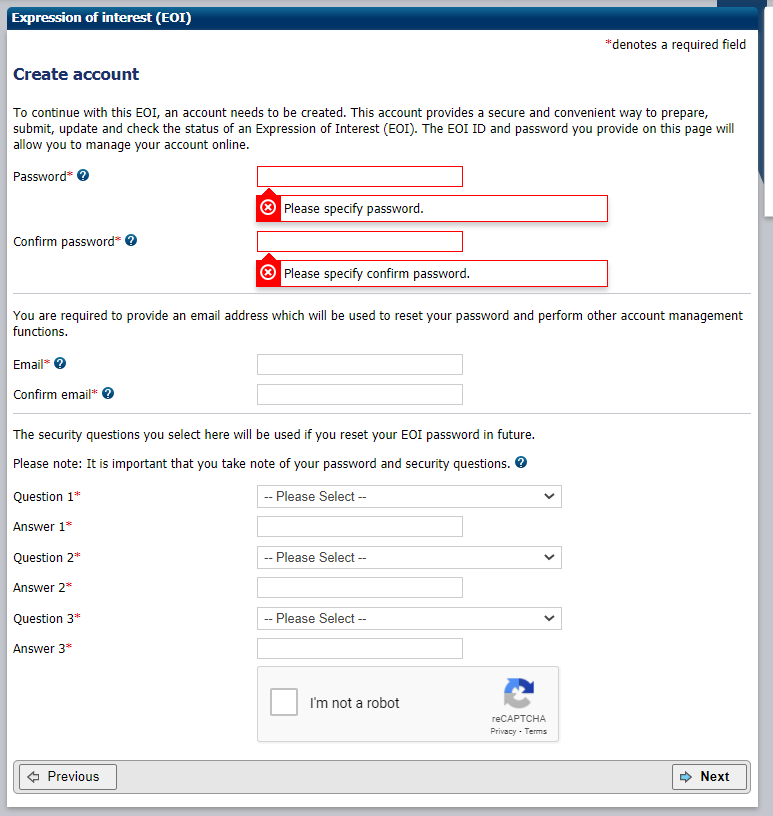 Expression of interest (EOI)
*denotes a required field
Create account
To continue with this EOI, an account needs to be created. This account provides a secure and convenient way to prepare,
submit, update and check the status of an Expression of Interest (EOI). The EOI ID and password you provide on this page will
allow you to manage your account online.
Password* ?
Please specify password.
Confirm password* ?
Please specify confirm password.
You are required to provide an email address which will be used to reset your password and perform other account management
functions.
Email* ?
Confirm email* ?
The security questions you select here will be used if you reset your EOI password in future.
Please note: It is important that you take note of your password and security questions. ?
Question 1* -- Please Select --
Answer 1*
Question 2* -- Please Select --
Answer 2*
Question 3* -- Please Select --
Answer 3*
I'm not a robot
reCAPTCHA
Privacy - Terms
Previous Next